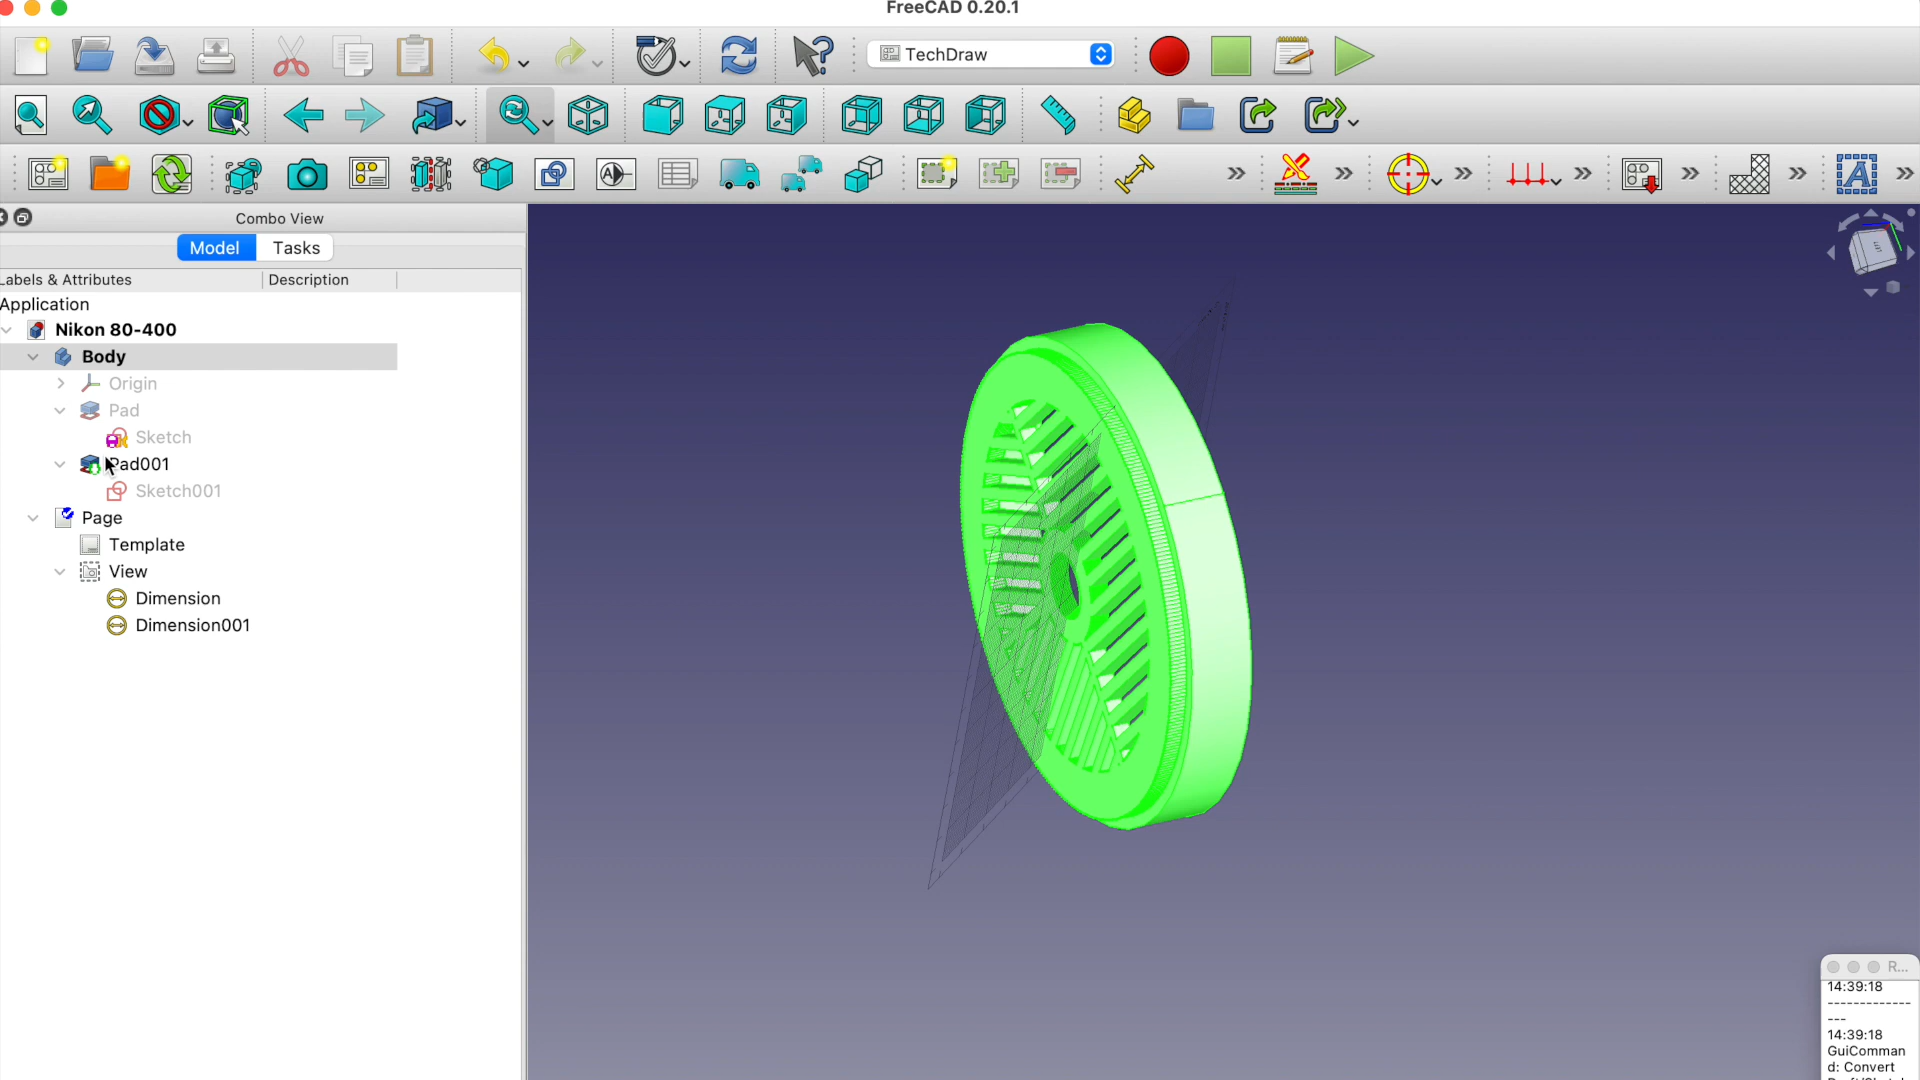 FreeCAD 0.20.1
TechDraw
Combo View
Model
Tasks
Labels & Attributes
Description
Application
Nikon 80-400
Body
Origin
Pad
Sketch
Pad001
Sketch001
Page
Template
View
Dimension
Dimension001
R...
14:39:18
-------------
---
14:39:18
GuiComman
d: Convert